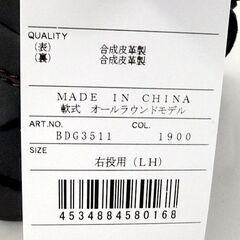 QUALITY
(表) 合成皮革製
(裏) 合成皮革製
MADE IN CHINA
軟式 オールラウンドモデル
ART.NO. COL.
BDG3511 1900
SIZE
右投用(LH)
4534884580168